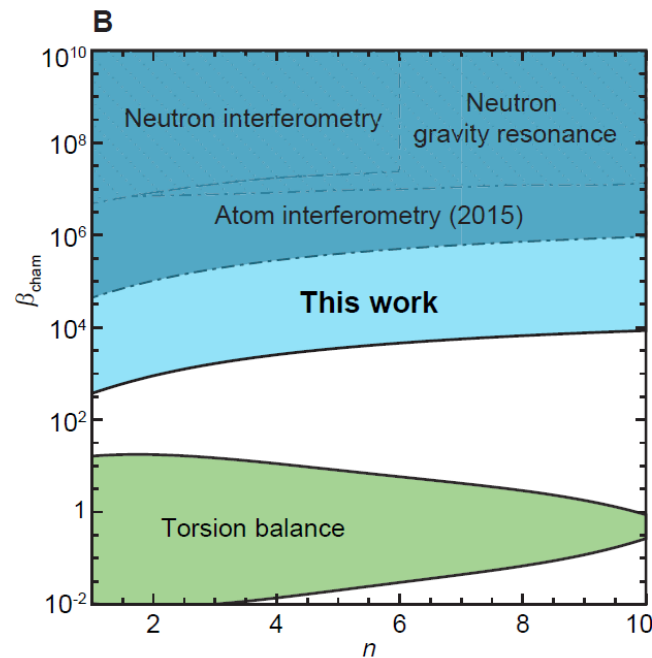 B
10^10
10^8
10^6
10^4
10^2
1
10^-2
β_cham
Neutron interferometry
Neutron
gravity resonance
Atom interferometry (2015)
This work
Torsion balance
2
4
6
8
10
n